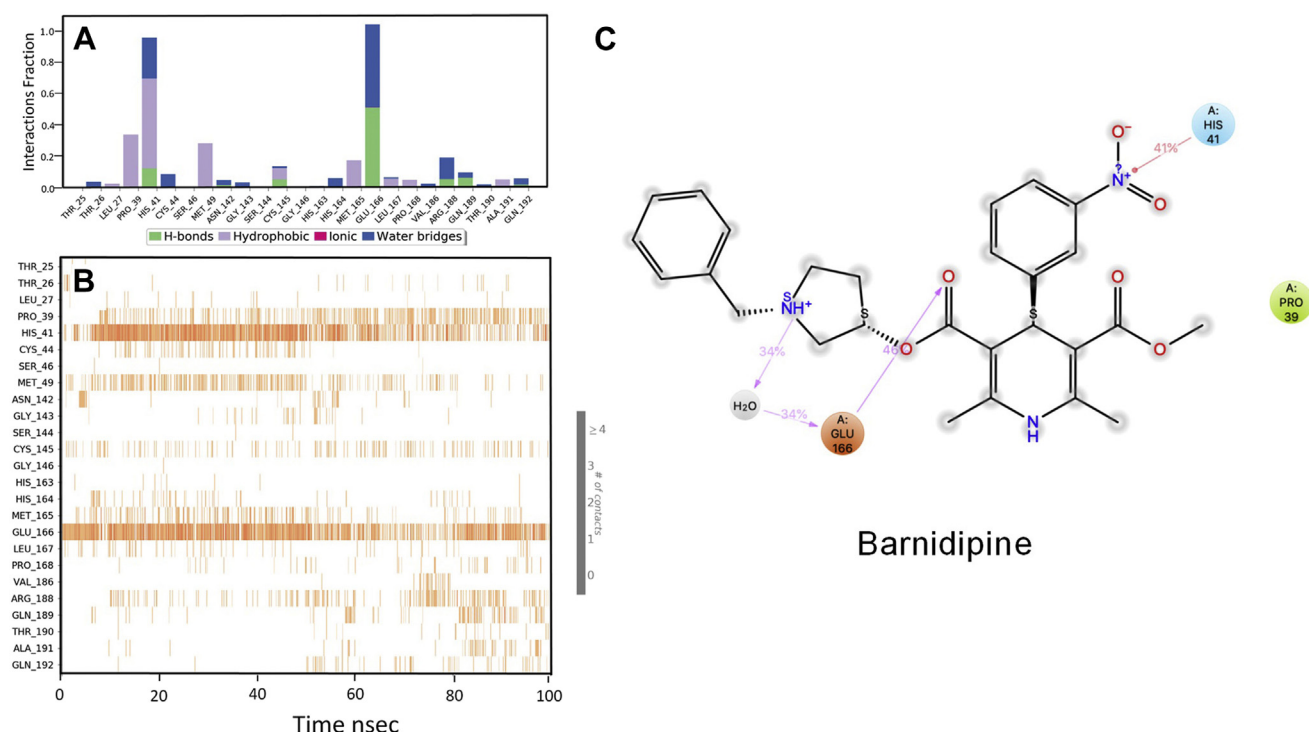 A
Interactions Fraction
1.0
0.8
0.6
0.4
0.2
0.0
THR_25 THR_26 LEU_27 PRO_39 HIS_41 CYS_44 SER_46 MET_49 ASN_142 GLY_143 SER_144 CYS_145 GLY_146 HIS_163 HIS_164 MET_165 GLU_166 LEU_167 PRO_168 VAL_186 ARG_188 GLN_189 THR_190 ALA_191 GLN_192
H-bonds Hydrophobic Ionic Water bridges
B
THR_25
THR_26
LEU_27
PRO_39
HIS_41
CYS_44
SER_46
MET_49
ASN_142
GLY_143
SER_144
CYS_145
GLY_146
HIS_163
HIS_164
MET_165
GLU_166
LEU_167
PRO_168
VAL_186
ARG_188
GLN_189
THR_190
ALA_191
GLN_192
0 20 40 60 80 100
Time nsec
≥4
3
2
1
0
# of contacts
C
A:
HIS
41
41%
O⁻
?
N⁺
O
A:
PRO
39
S
NH⁺
S
O
O
S
O
O
34%
46
H₂O
34%
A:
GLU
166
N
H
Barnidipine